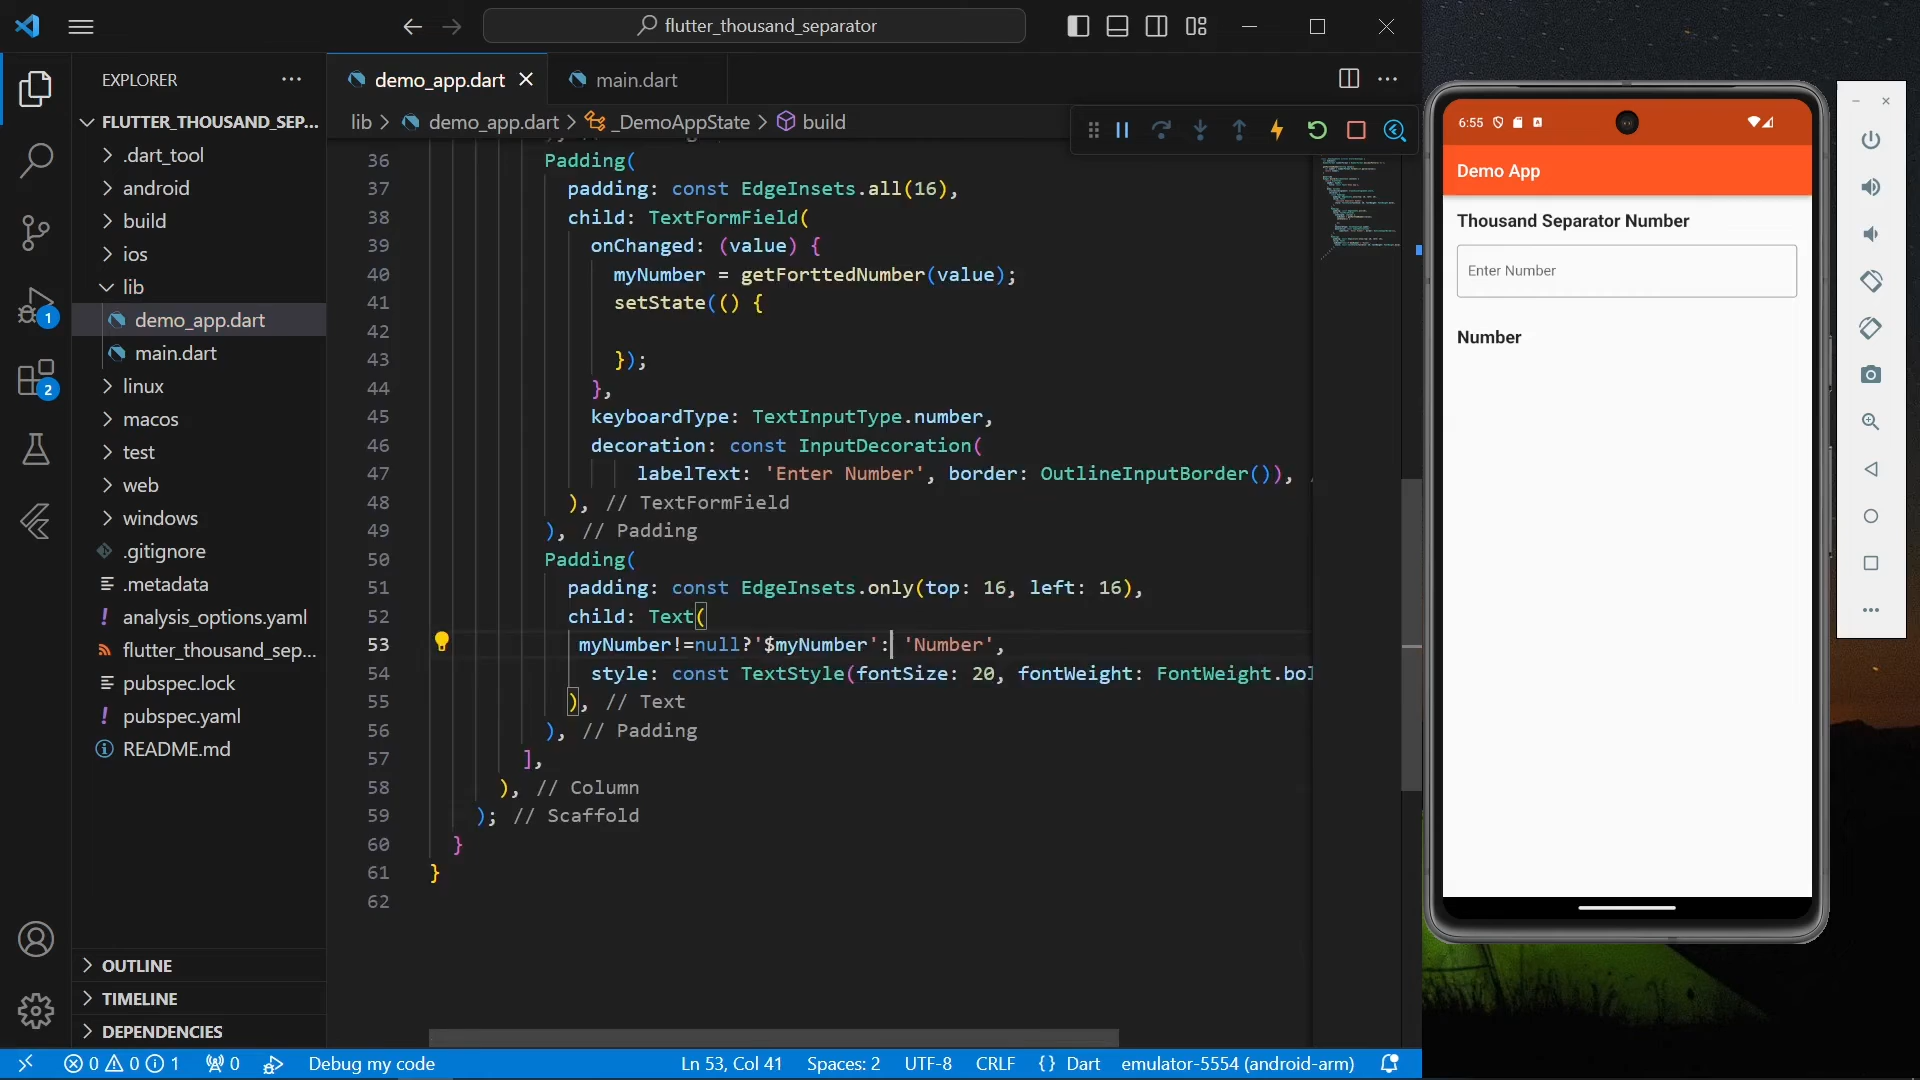 flutter_thousand_separator
EXPLORER
FLUTTER_THOUSAND_SEP...
.dart_tool
android
build
ios
lib
demo_app.dart
main.dart
linux
macos
test
web
windows
.gitignore
.metadata
analysis_options.yaml
flutter_thousand_sep...
pubspec.lock
pubspec.yaml
README.md
OUTLINE
TIMELINE
DEPENDENCIES
1
2
demo_app.dart
main.dart
lib > demo_app.dart > _DemoAppState > build
36 Padding(
37 padding: const EdgeInsets.all(16),
38 child: TextFormField(
39 onChanged: (value) {
40 myNumber = getForttedNumber(value);
41 setState(() {
42
43 });
44 },
45 keyboardType: TextInputType.number,
46 decoration: const InputDecoration(
47 labelText: 'Enter Number', border: OutlineInputBorder()),
48 ), // TextFormField
49 ), // Padding
50 Padding(
51 padding: const EdgeInsets.only(top: 16, left: 16),
52 child: Text(
53 myNumber!=null?'$myNumber': 'Number',
54 style: const TextStyle(fontSize: 20, fontWeight: FontWeight.bol
55 ), // Text
56 ), // Padding
57 ],
58 ), // Column
59 ); // Scaffold
60 }
61 }
62
0 0 1 0 Debug my code Ln 53, Col 41 Spaces: 2 UTF-8 CRLF {} Dart emulator-5554 (android-arm)
6:55
Demo App
Thousand Separator Number
Enter Number
Number